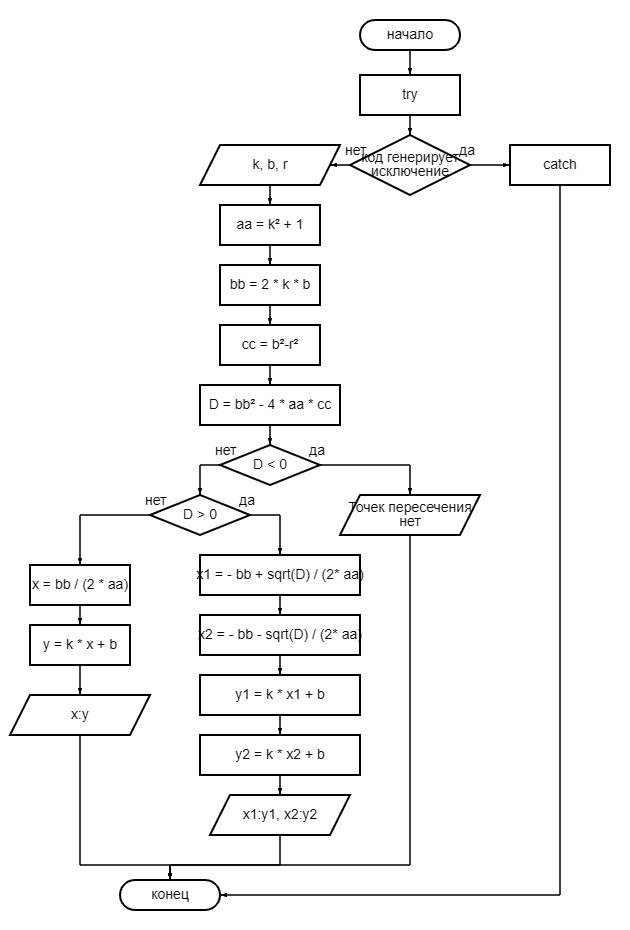 начало
try
нет
код генерирует
исключение
да
k, b, r
catch
aa = k² + 1
bb = 2 * k * b
cc = b²-r²
D = bb² - 4 * aa * cc
нет
D < 0
да
нет
D > 0
да
Точек пересечения
нет
x = bb / (2 * aa)
x1 = - bb + sqrt(D) / (2* aa)
y = k * x + b
x2 = - bb - sqrt(D) / (2* aa)
y1 = k * x1 + b
x:y
y2 = k * x2 + b
x1:y1, x2:y2
конец